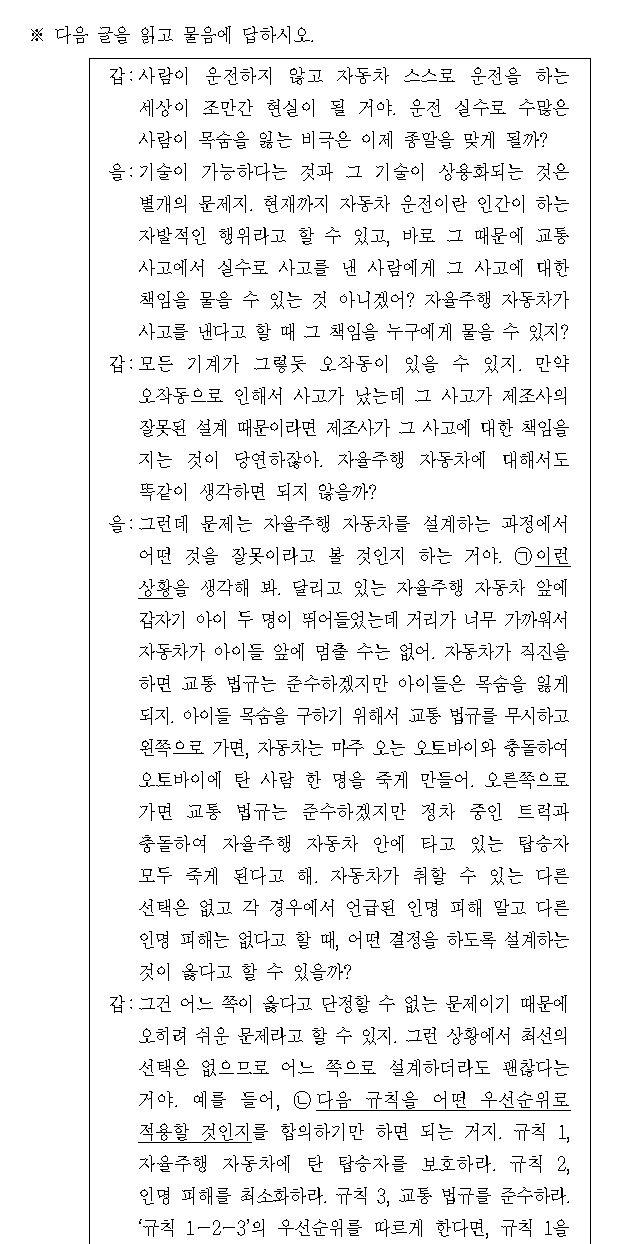 ※ 다음 글을 읽고 물음에 답하시오.
갑: 사람이 운전하지 않고 자동차 스스로 운전을 하는
세상이 조만간 현실이 될 거야. 운전 실수로 수많은
사람이 목숨을 잃는 비극은 이제 종말을 맞게 될까?
을: 기술이 가능하다는 것과 그 기술이 상용화되는 것은
별개의 문제지. 현재까지 자동차 운전이란 인간이 하는
자발적인 행위라고 할 수 있고, 바로 그 때문에 교통
사고에서 실수로 사고를 낸 사람에게 그 사고에 대한
책임을 물을 수 있는 것 아니겠어? 자율주행 자동차가
사고를 낸다고 할 때 그 책임을 누구에게 물을 수 있지?
갑: 모든 기계가 그렇듯 오작동이 있을 수 있지. 만약
오작동으로 인해서 사고가 났는데 그 사고가 제조사의
잘못된 설계 때문이라면 제조사가 그 사고에 대한 책임을
지는 것이 당연하잖아. 자율주행 자동차에 대해서도
똑같이 생각하면 되지 않을까?
을: 그런데 문제는 자율주행 자동차를 설계하는 과정에서
어떤 것을 잘못이라고 볼 것인지 하는 거야. ㉠이런
상황을 생각해 봐. 달리고 있는 자율주행 자동차 앞에
갑자기 아이 두 명이 뛰어들었는데 거리가 너무 가까워서
자동차가 아이들 앞에 멈출 수는 없어. 자동차가 직진을
하면 교통 법규는 준수하겠지만 아이들은 목숨을 잃게
되지. 아이들 목숨을 구하기 위해서 교통 법규를 무시하고
왼쪽으로 가면, 자동차는 마주 오는 오토바이와 충돌하여
오토바이에 탄 사람 한 명을 죽게 만들어. 오른쪽으로
가면 교통 법규는 준수하겠지만 정차 중인 트럭과
충돌하여 자율주행 자동차 안에 타고 있는 탑승자
모두 죽게 된다고 해. 자동차가 취할 수 있는 다른
선택은 없고 각 경우에서 언급된 인명 피해 말고 다른
인명 피해는 없다고 할 때, 어떤 결정을 하도록 설계하는
것이 옳다고 할 수 있을까?
갑: 그건 어느 쪽이 옳다고 단정할 수 없는 문제이기 때문에
오히려 쉬운 문제라고 할 수 있지. 그런 상황에서 최선의
선택은 없으므로 어느 쪽으로 설계하더라도 괜찮다는
거야. 예를 들어, ㉡다음 규칙을 어떤 우선순위로
적용할 것인지를 합의하기만 하면 되는 거지. 규칙 1,
자율주행 자동차에 탄 탑승자를 보호하라. 규칙 2,
인명 피해를 최소화하라. 규칙 3, 교통 법규를 준수하라.
‘규칙 1-2-3’의 우선순위를 따르게 한다면, 규칙 1을